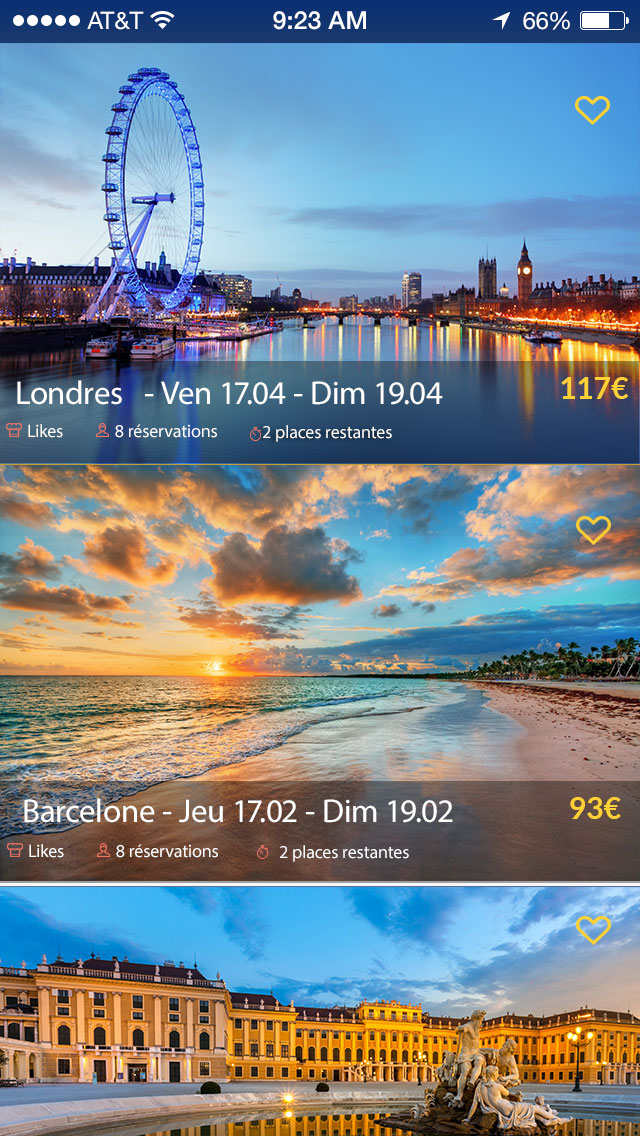 AT&T 9:23 AM 66%
Londres - Ven 17.04 - Dim 19.04 117€
Likes 8 réservations 2 places restantes
Barcelone - Jeu 17.02 - Dim 19.02 93€
Likes 8 réservations 2 places restantes